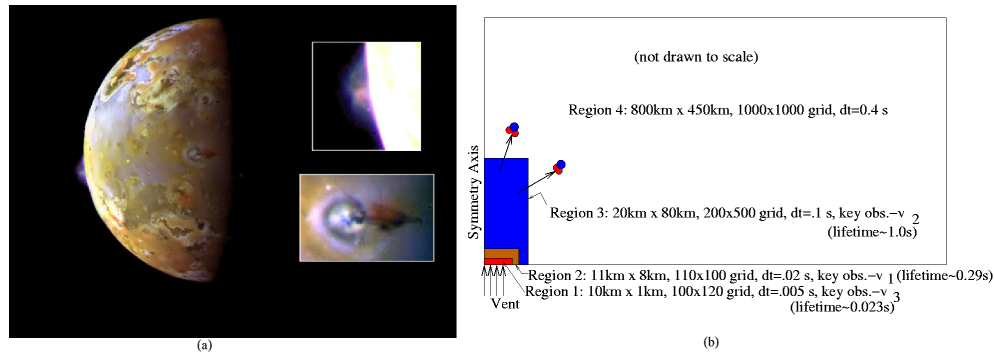 (not drawn to scale)
Region 4: 800km x 450km, 1000x1000 grid, dt=0.4 s
Symmetry Axis
Region 3: 20km x 80km, 200x500 grid, dt=.1 s, key obs.-v 2
(lifetime~1.0s)
Region 2: 11km x 8km, 110x100 grid, dt=.02 s, key obs.-v 1 (lifetime~0.29s)
Region 1: 10km x 1km, 100x120 grid, dt=.005 s, key obs.-v 3
Vent
(lifetime~0.023s)
(a)
(b)